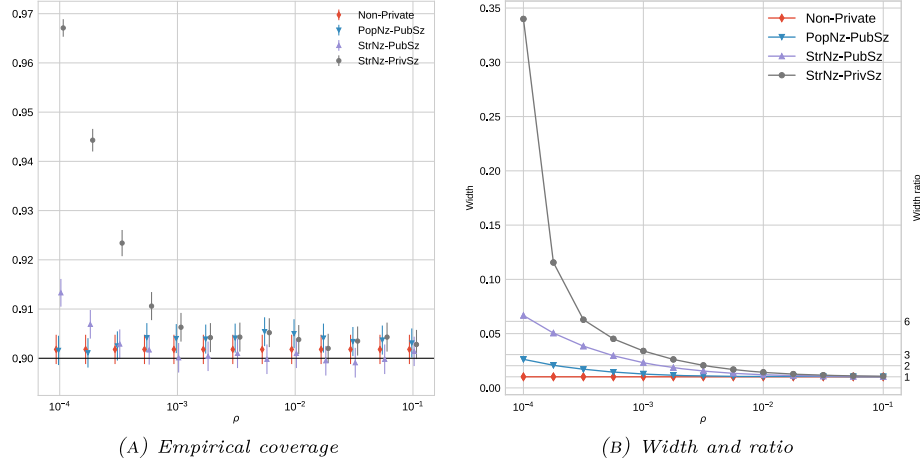 0.97
0.96
0.95
0.94
0.93
0.92
0.91
0.90
10⁻⁴
10⁻³
10⁻²
10⁻¹
ρ
Non-Private
PopNz-PubSz
StrNz-PubSz
StrNz-PrivSz
(A) Empirical coverage
0.35
0.30
0.25
0.20
0.15
0.10
0.05
0.00
Width
10⁻⁴
10⁻³
10⁻²
10⁻¹
ρ
Non-Private
PopNz-PubSz
StrNz-PubSz
StrNz-PrivSz
6
3
2
1
Width ratio
(B) Width and ratio